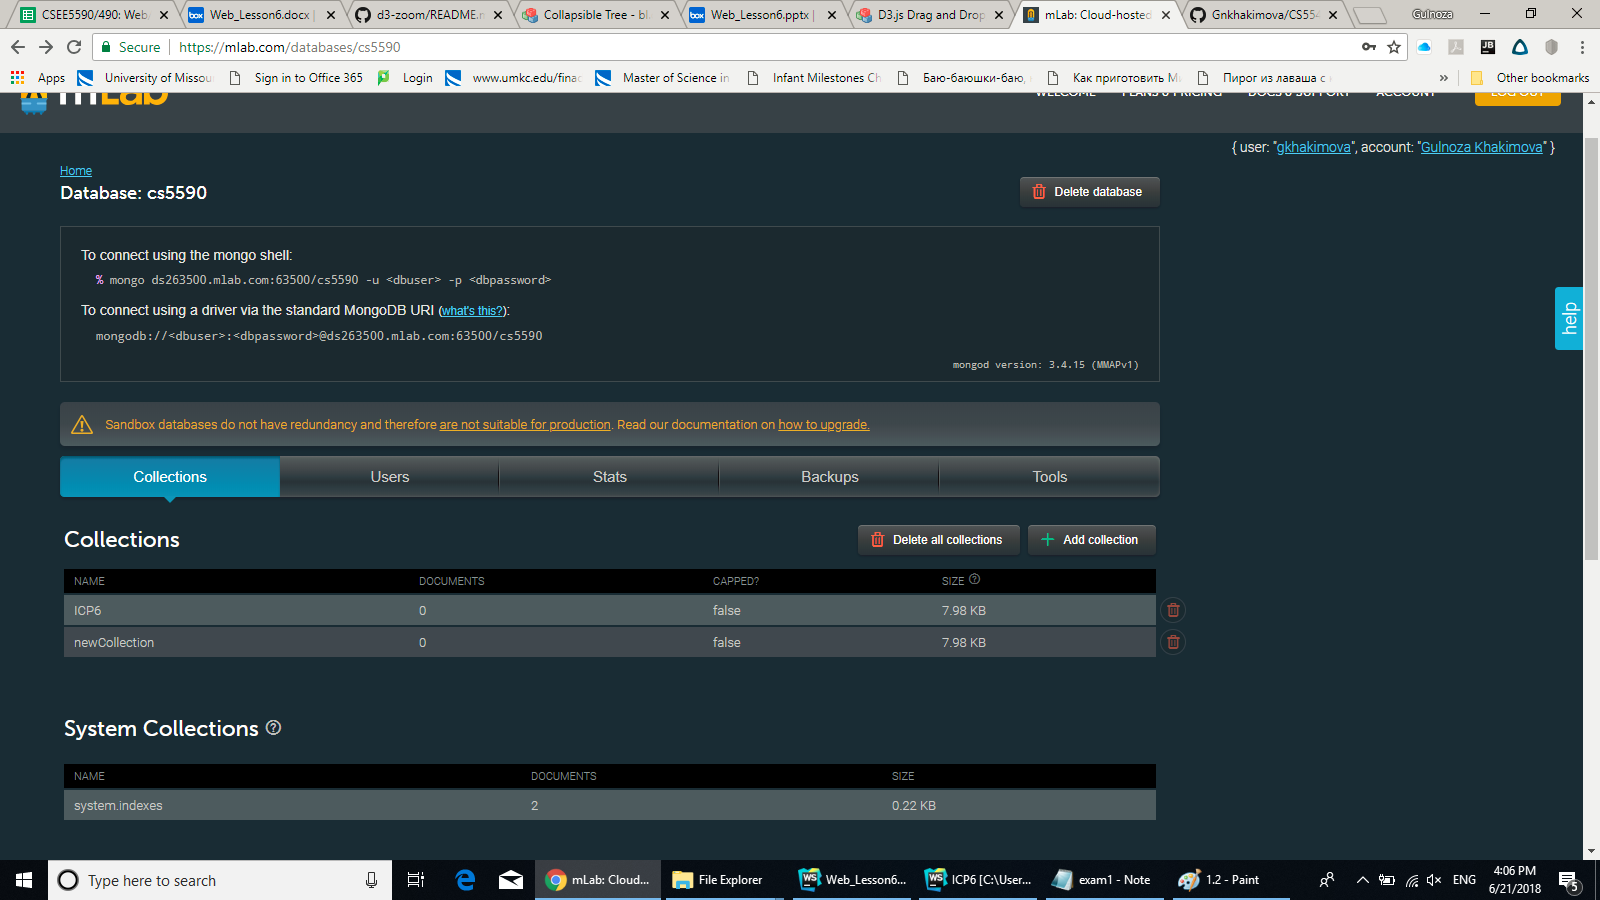 CSEE5590/490: Web/
Web_Lesson6.docx |
d3-zoom/README.m
Collapsible Tree - bl.
Web_Lesson6.pptx |
D3.js Drag and Drop
mLab: Cloud-hosted
Gnkhakimova/CS554
Gulnoza
Secure
https://mlab.com/databases/cs5590
Apps
University of Missou
Sign in to Office 365
Login
www.umkc.edu/finac
Master of Science in
Infant Milestones Ch
Баю-баюшки-баю,
Как приготовить М
Пирог из лаваша с
»
Other bookmarks
mLab
WELCOME
PLANS & PRICING
DOCS & SUPPORT
ACCOUNT
LOG OUT
{ user: "gkhakimova", account: "Gulnoza Khakimova" }
Home
Database: cs5590
Delete database
To connect using the mongo shell:
% mongo ds263500.mlab.com:63500/cs5590 -u <dbuser> -p <dbpassword>
To connect using a driver via the standard MongoDB URI (what's this?):
mongodb://<dbuser>:<dbpassword>@ds263500.mlab.com:63500/cs5590
mongod version: 3.4.15 (MMAPv1)
help
Sandbox databases do not have redundancy and therefore are not suitable for production. Read our documentation on how to upgrade.
Collections
Users
Stats
Backups
Tools
Collections
Delete all collections
Add collection
NAME DOCUMENTS CAPPED? SIZE
ICP6 0 false 7.98 KB
newCollection 0 false 7.98 KB
System Collections
NAME DOCUMENTS SIZE
system.indexes 2 0.22 KB
Type here to search
mLab: Cloud...
File Explorer
Web_Lesson6...
ICP6 [C:\User...
exam1 - Note
1.2 - Paint
ENG
4:06 PM
6/21/2018
5